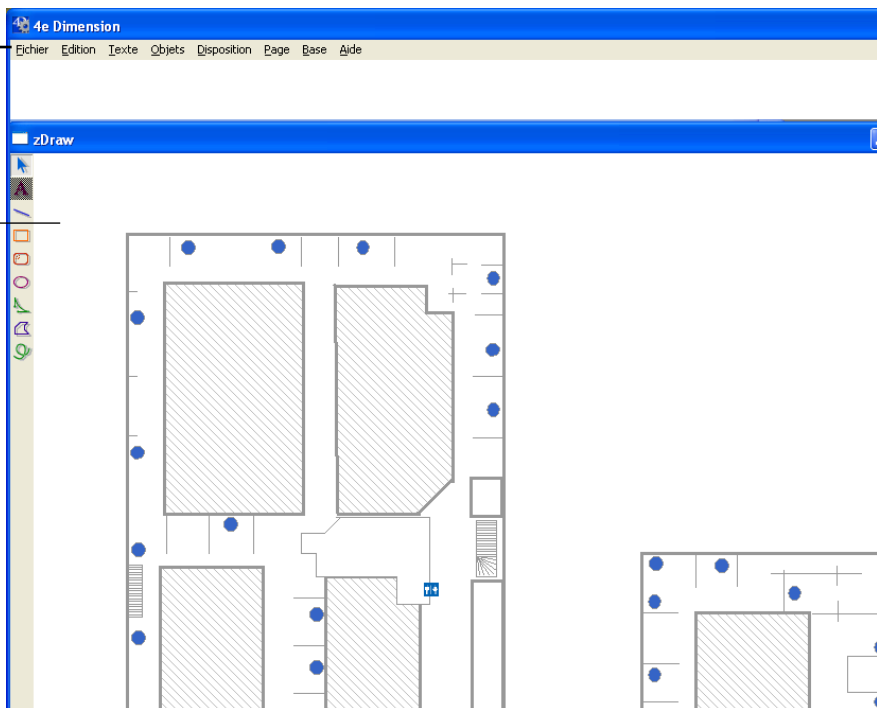 4e Dimension
Fichier Edition Texte Objets Disposition Page Base Aide
zDraw
A